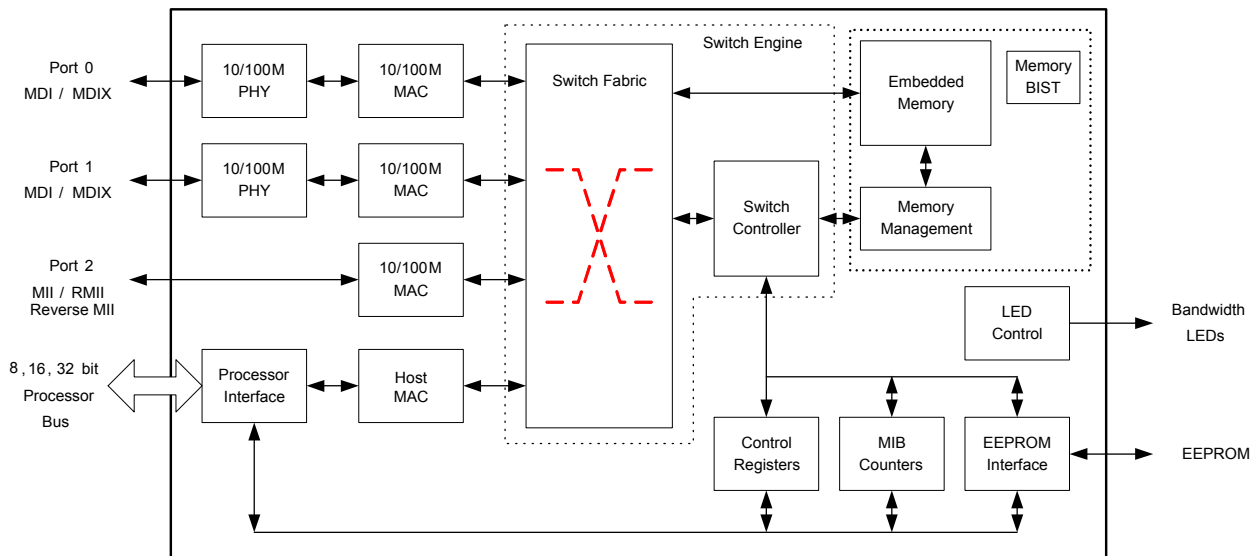 Port 0
MDI / MDIX
10/100M
PHY
10/100M
MAC
Switch Fabric
Switch Engine
Embedded
Memory
Memory
BIST
Port 1
MDI / MDIX
10/100M
PHY
10/100M
MAC
Switch
Controller
Memory
Management
Port 2
MII / RMII
Reverse MII
10/100M
MAC
LED
Control
Bandwidth
LEDs
8,16, 32 bit
Processor
Bus
Processor
Interface
Host
MAC
Control
Registers
MIB
Counters
EEPROM
Interface
EEPROM